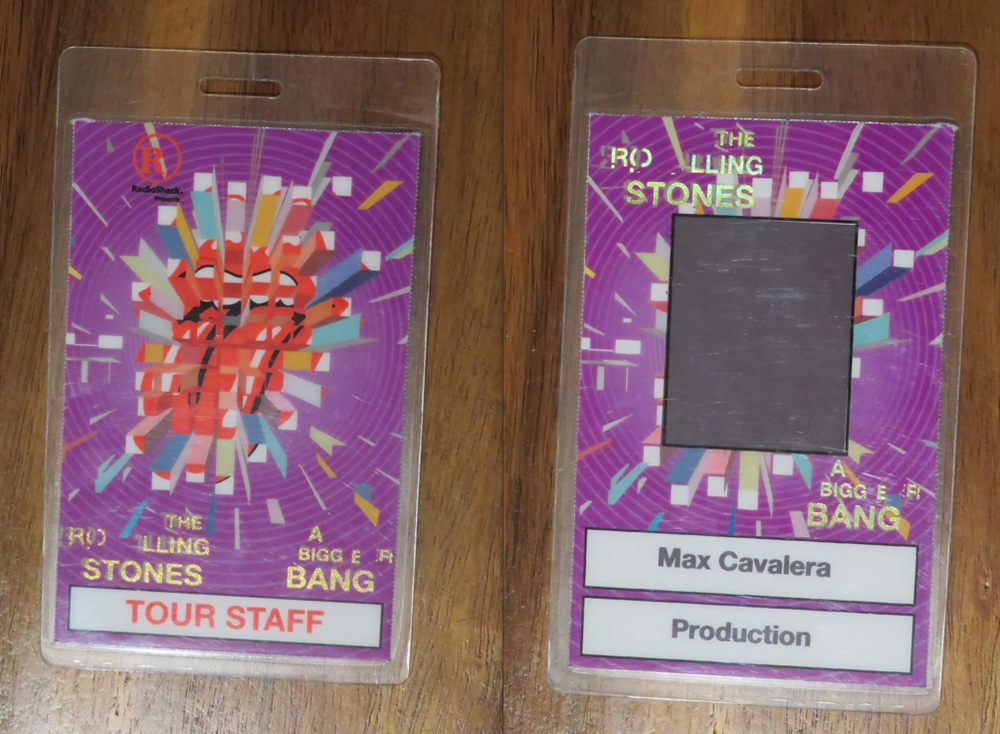 R
RadioShack.
Presents
THE
RO LLING
STONES
A
BIGG E R
BANG
TOUR STAFF
THE
RO LLING
STONES
A
BIGG E R
BANG
Max Cavalera
Production